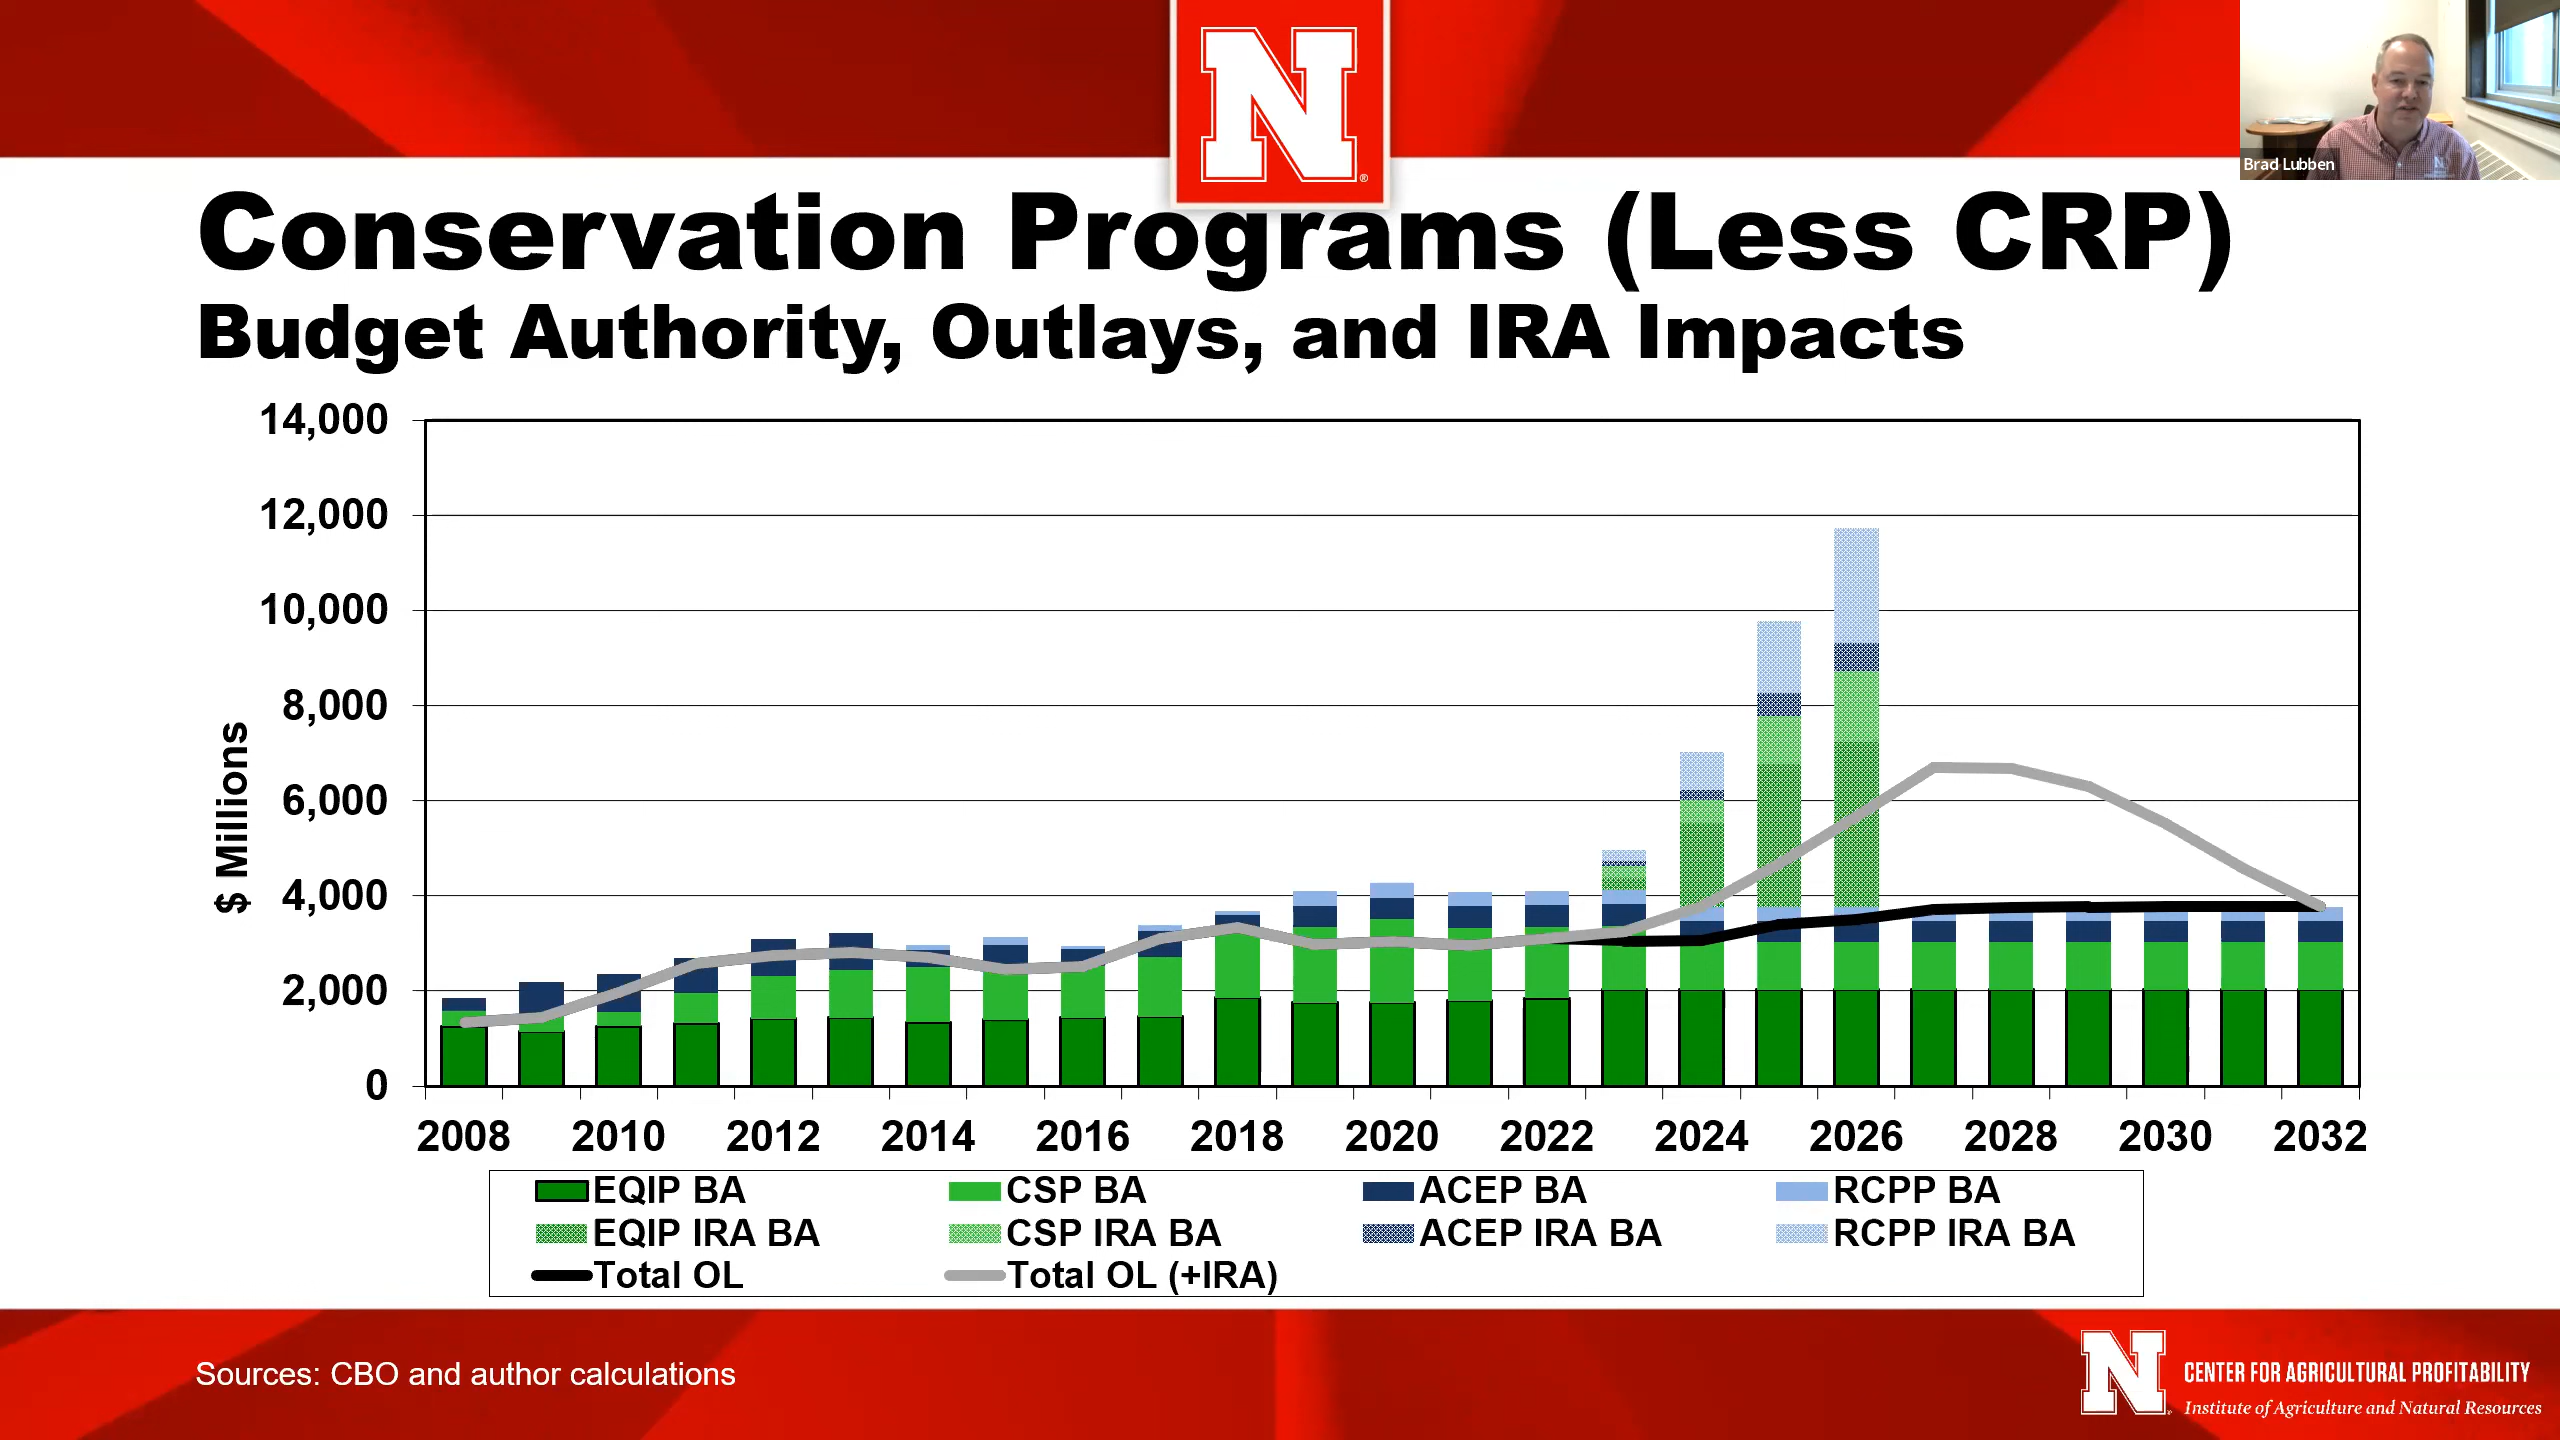 N
®
Brad Lubben
N
Conservation Programs (Less CRP)
Budget Authority, Outlays, and IRA Impacts
$ Millions
14,000
12,000
10,000
8,000
6,000
4,000
2,000
0
2008 2010 2012 2014 2016 2018 2020 2022 2024 2026 2028 2030 2032
EQIP BA CSP BA ACEP BA RCPP BA
EQIP IRA BA CSP IRA BA ACEP IRA BA RCPP IRA BA
Total OL Total OL (+IRA)
Sources: CBO and author calculations
N
CENTER FOR AGRICULTURAL PROFITABILITY
Institute of Agriculture and Natural Resources